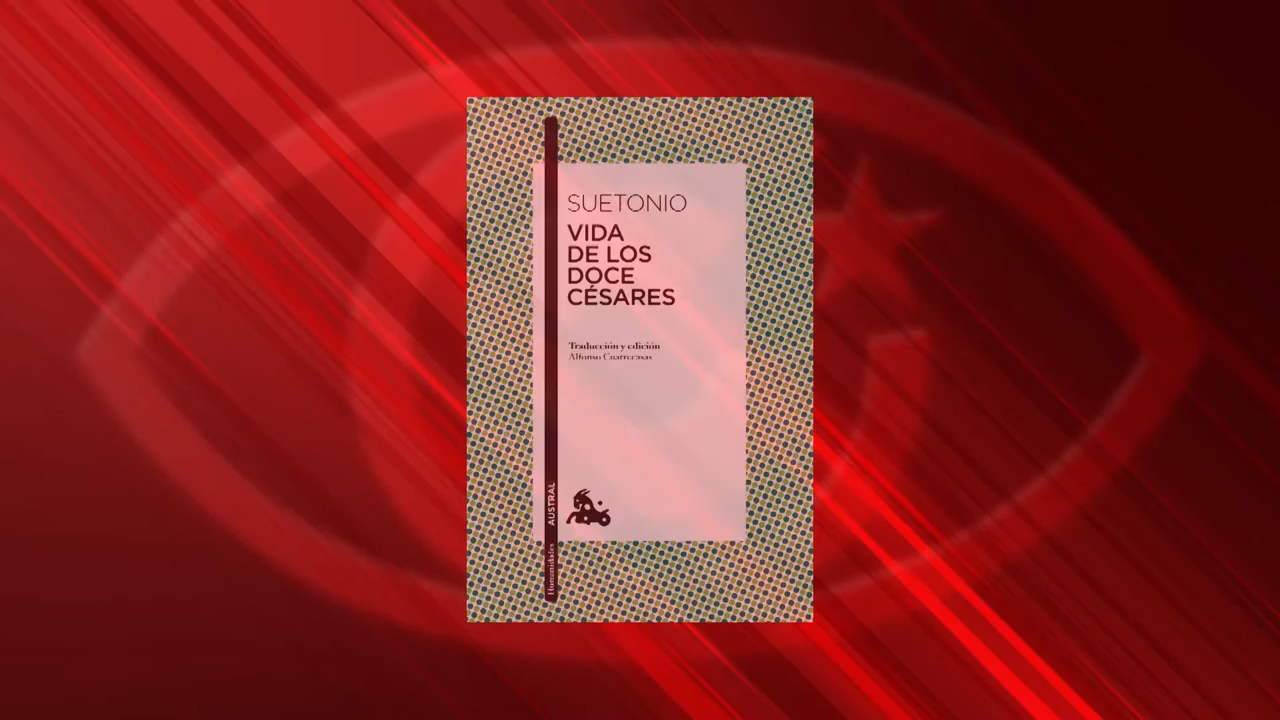 SUETONIO
VIDA
DE LOS
DOCE
CÉSARES
Traducción y edición
Alfonso Cuatrecasas
Humanidades AUSTRAL